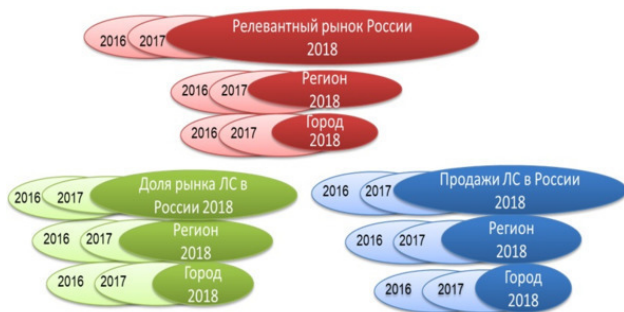 2016 2017 Релевантный рынок России
2018
2016 2017 Регион
2018
2016 2017 Город
2018
2016 2017 Доля рынка ЛС в
России 2018
2016 2017 Регион
2018
2016 2017 Город
2018
2016 2017 Продажи ЛС в России
2018
2016 2017 Регион
2018
2016 2017 Город
2018